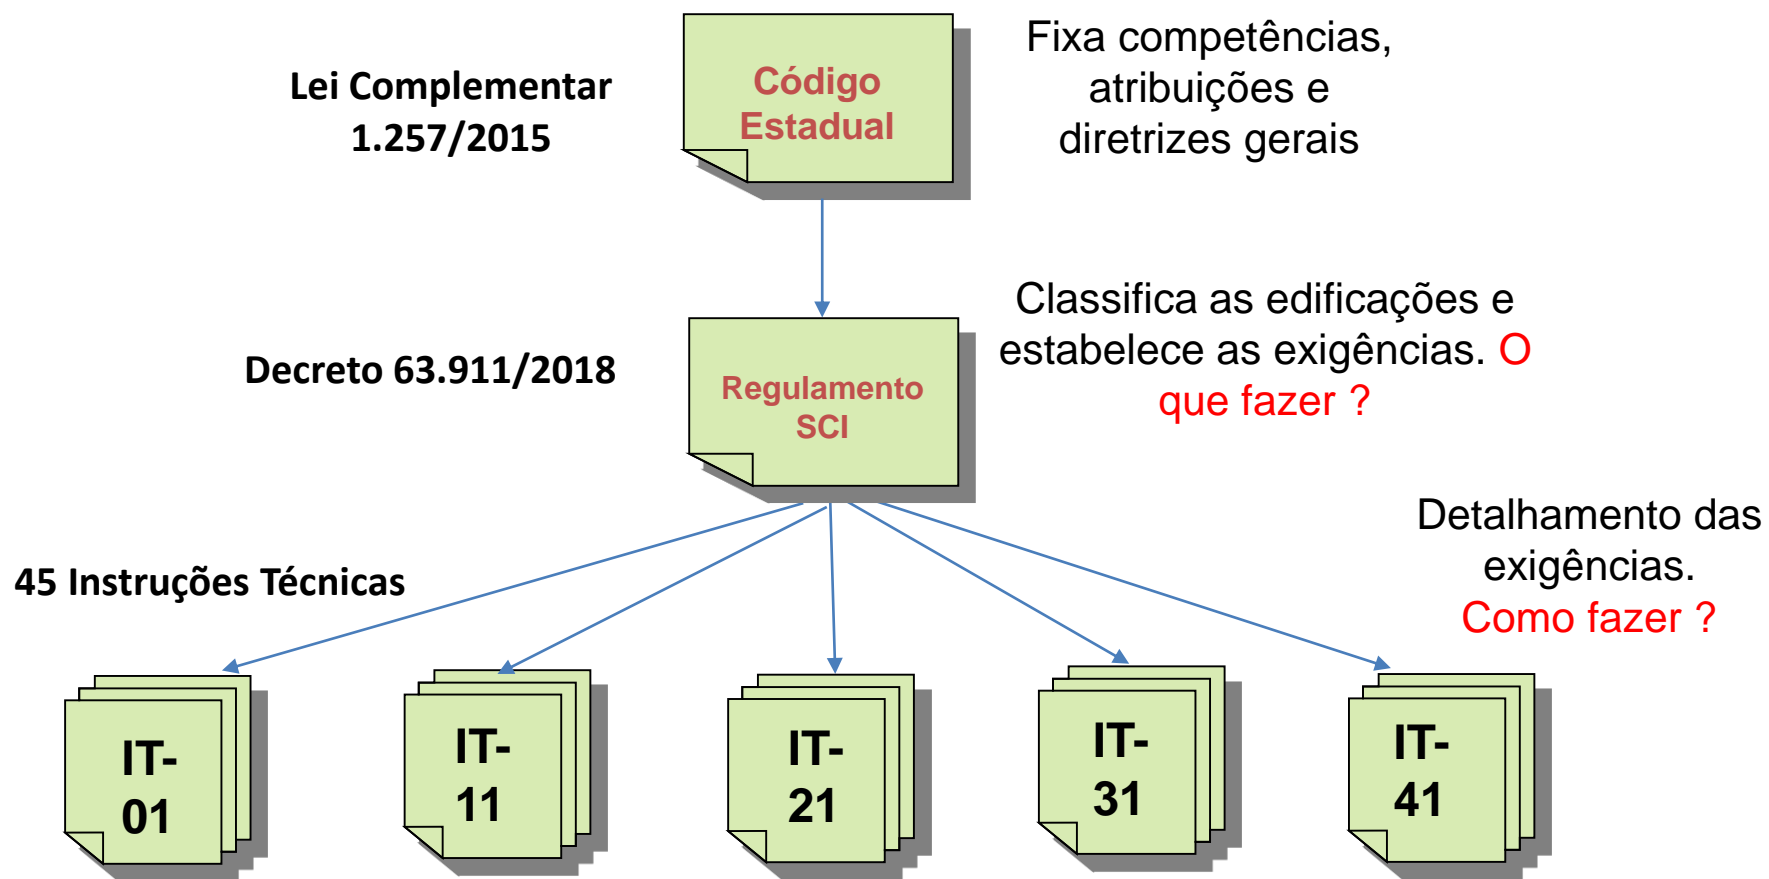 Lei Complementar
1.257/2015
Código
Estadual
Fixa competências,
atribuições e
diretrizes gerais
Decreto 63.911/2018
Regulamento
SCI
Classifica as edificações e
estabelece as exigências. O
que fazer ?
45 Instruções Técnicas
Detalhamento das
exigências.
Como fazer ?
IT-
01
IT-
11
IT-
21
IT-
31
IT-
41